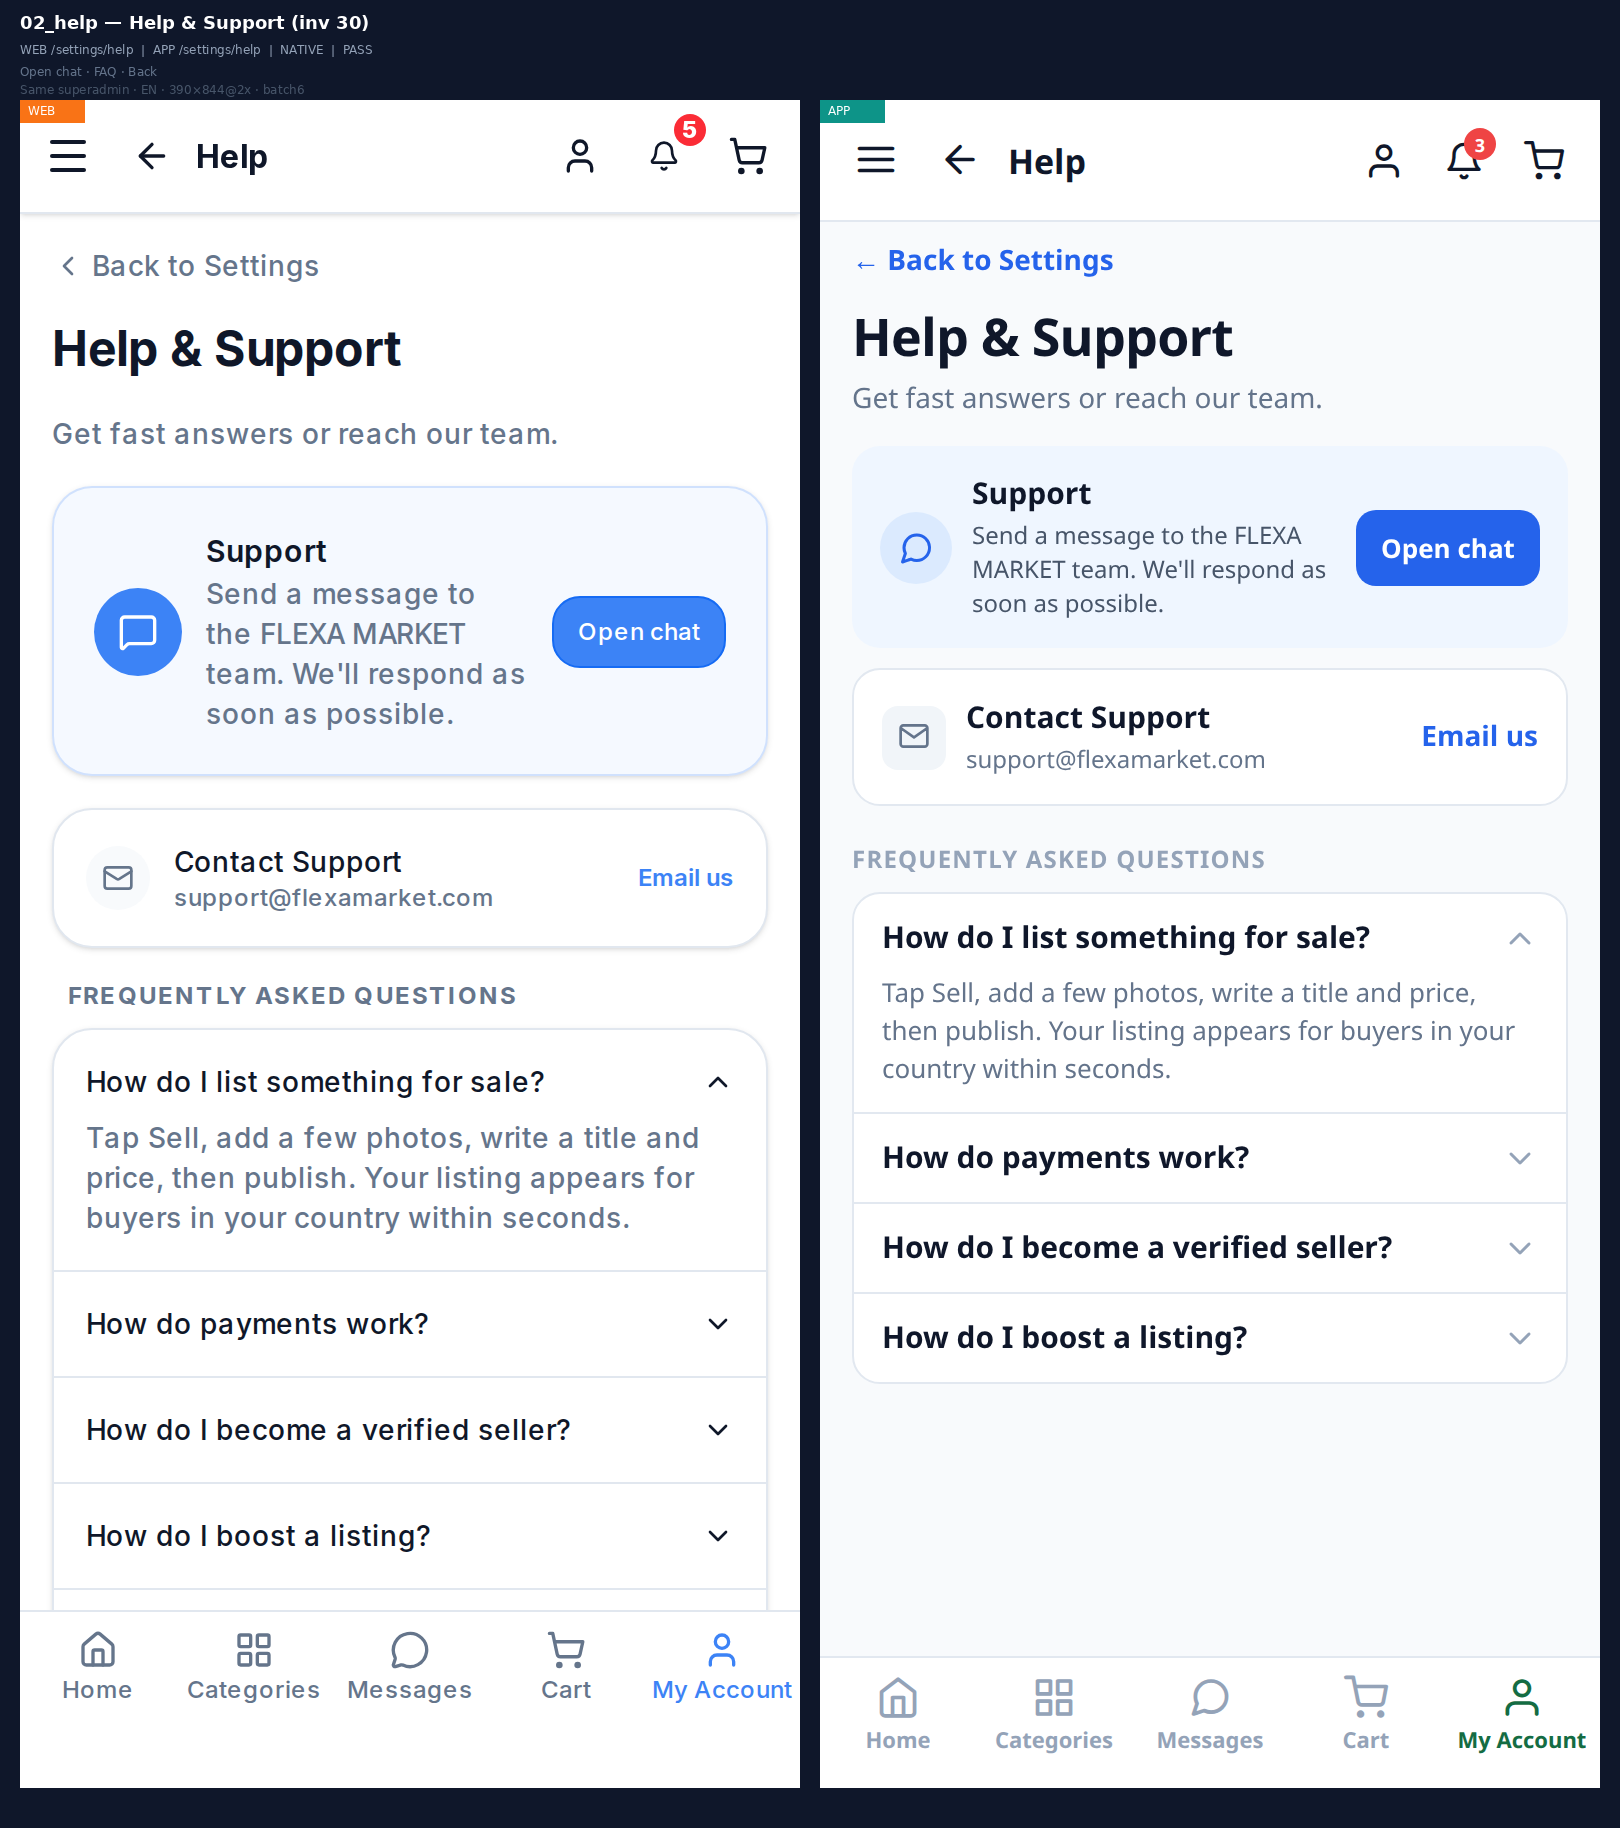 02_help — Help & Support (inv 30)
WEB /settings/help | APP /settings/help | NATIVE | PASS
Open chat · FAQ · Back
Same superadmin · EN · 390×844@2x · batch6
WEB
Help
5
Back to Settings
Help & Support
Get fast answers or reach our team.
Support
Send a message to
the FLEXA MARKET
team. We'll respond as
soon as possible.
Open chat
Contact Support
support@flexamarket.com
Email us
FREQUENTLY ASKED QUESTIONS
How do I list something for sale?
Tap Sell, add a few photos, write a title and
price, then publish. Your listing appears for
buyers in your country within seconds.
How do payments work?
How do I become a verified seller?
How do I boost a listing?
Home
Categories
Messages
Cart
My Account
APP
Help
3
← Back to Settings
Help & Support
Get fast answers or reach our team.
Support
Send a message to the FLEXA
MARKET team. We'll respond as
soon as possible.
Open chat
Contact Support
support@flexamarket.com
Email us
FREQUENTLY ASKED QUESTIONS
How do I list something for sale?
Tap Sell, add a few photos, write a title and price,
then publish. Your listing appears for buyers in your
country within seconds.
How do payments work?
How do I become a verified seller?
How do I boost a listing?
Home
Categories
Messages
Cart
My Account